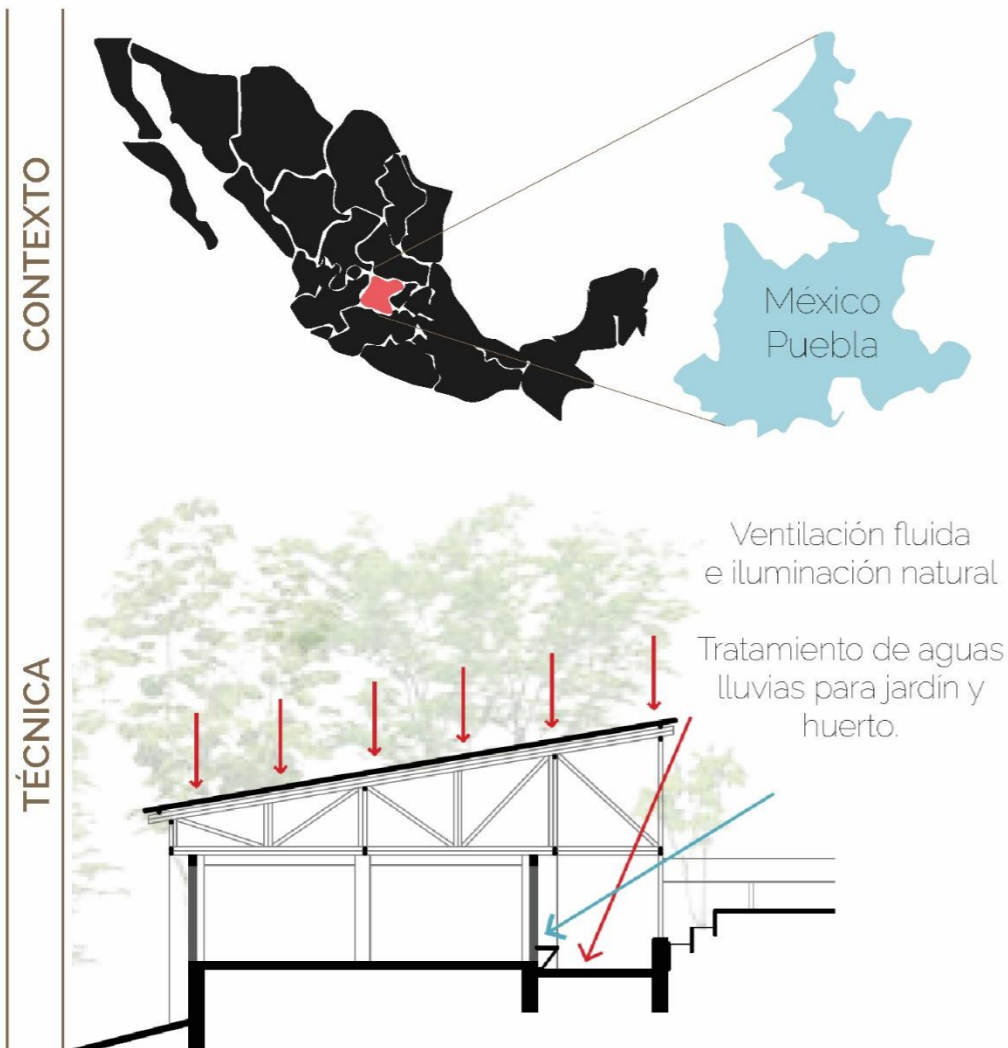 CONTEXTO
México
Puebla
TÉCNICA
Ventilación fluida
e iluminación natural
Tratamiento de aguas
lluvias para jardín y
huerto.